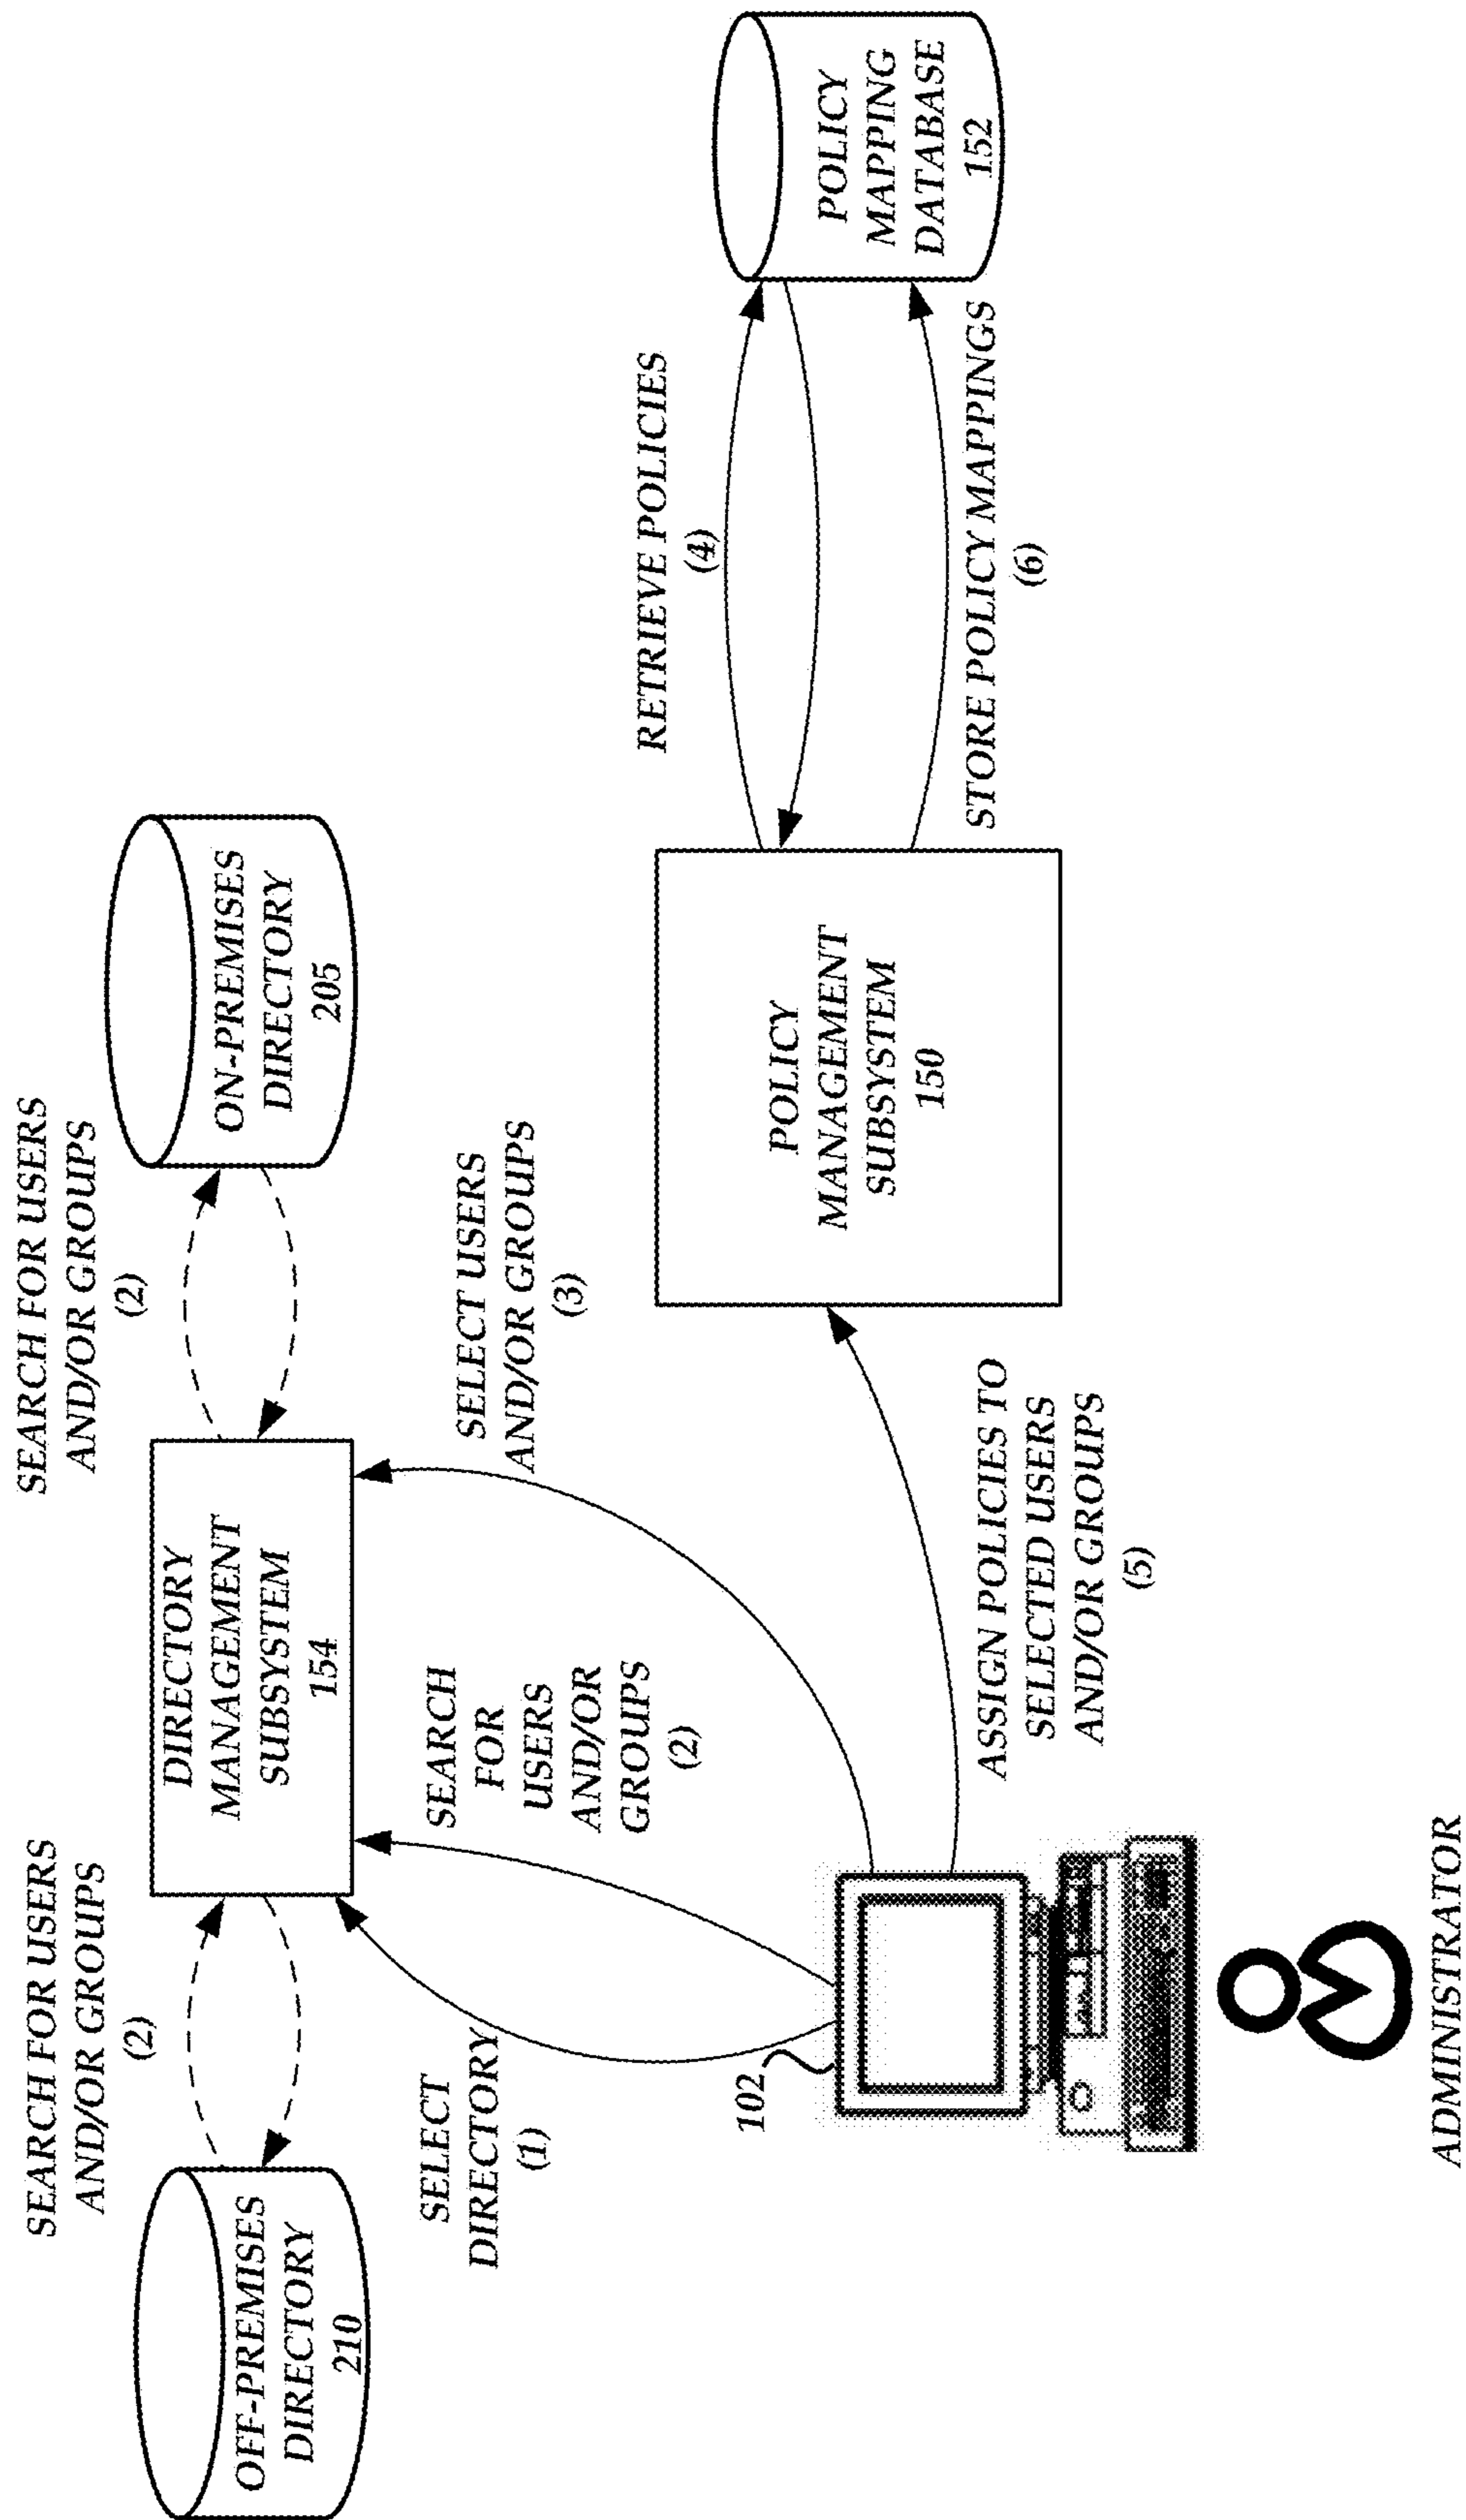 SEARCH FOR USERS
AND/OR GROUPS
(2)
SEARCH FOR USERS
AND/OR GROUPS
(2)
OFF-PREMISES
DIRECTORY
210
DIRECTORY
MANAGEMENT
SUBSYSTEM
154
ON-PREMISES
DIRECTORY
205
SELECT
DIRECTORY
(1)
SEARCH
FOR
USERS
AND/OR
GROUPS
(2)
SELECT USERS
AND/OR GROUPS
(3)
RETRIEVE POLICIES
(4)
102
POLICY
MANAGEMENT
SUBSYSTEM
150
POLICY
MAPPING
DATABASE
152
ASSIGN POLICIES TO
SELECTED USERS
AND/OR GROUPS
(5)
STORE POLICY MAPPINGS
(6)
ADMINISTRATOR